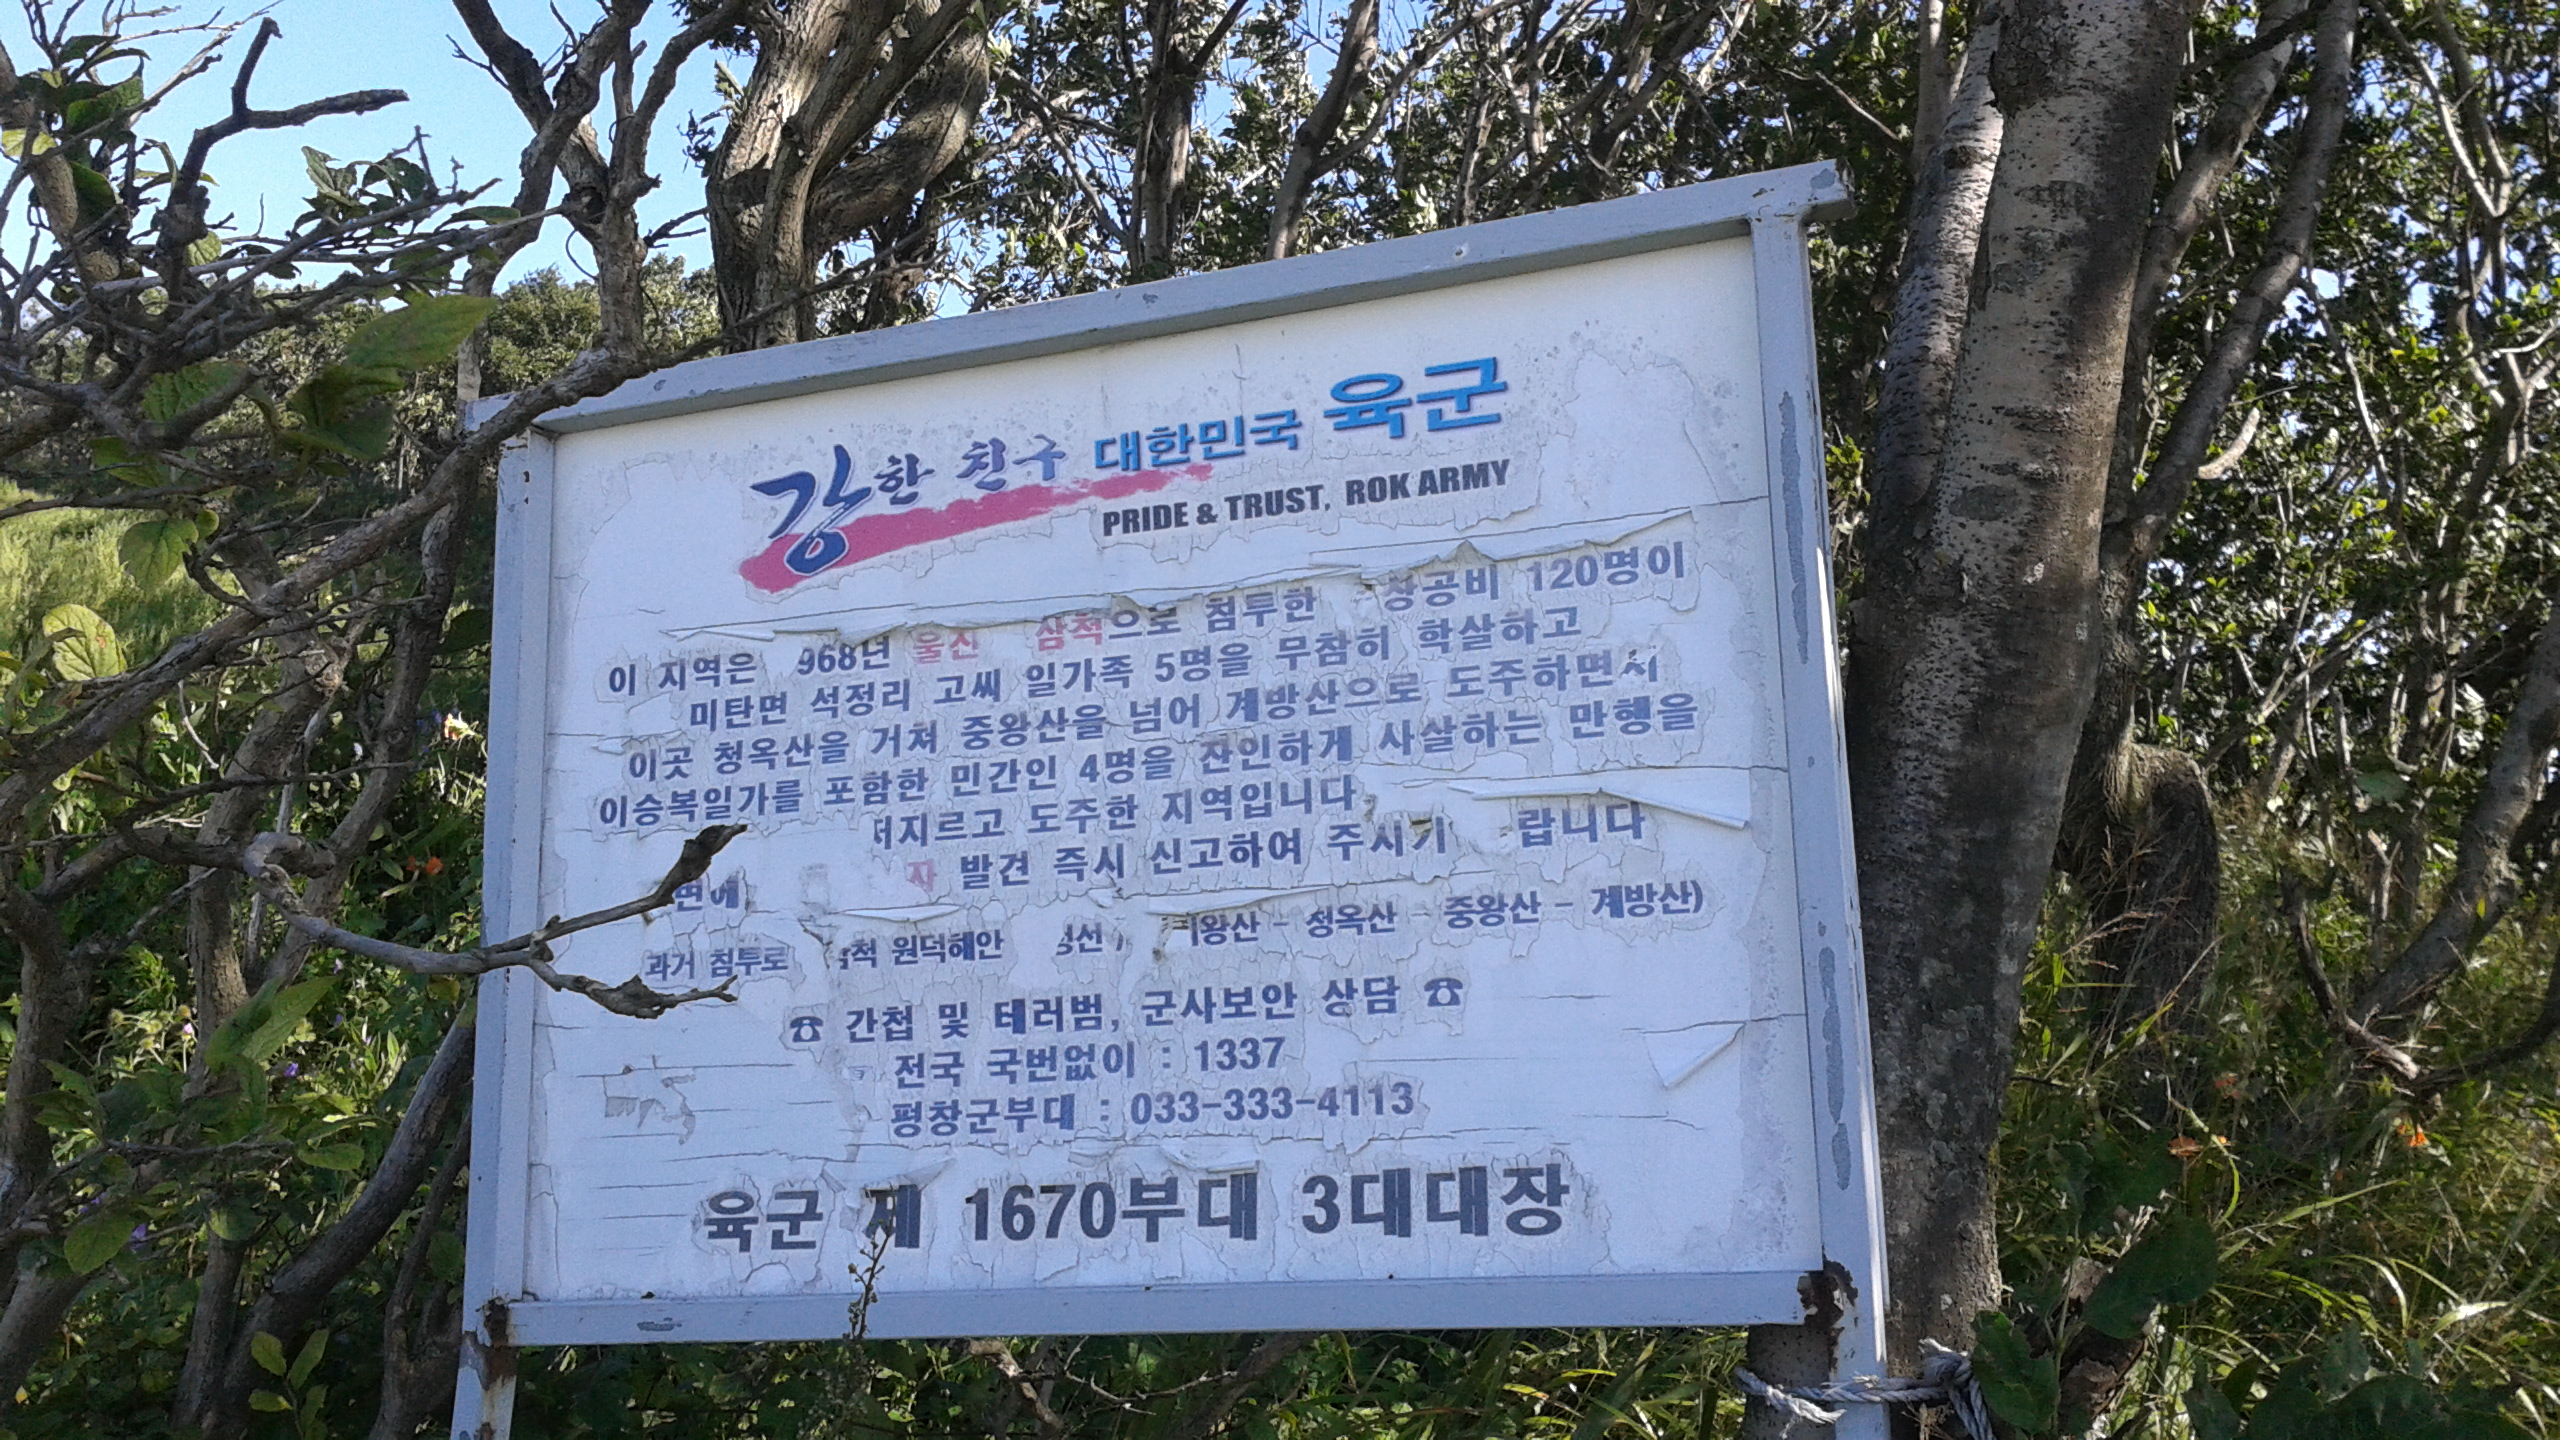 강한 친구 대한민국 육군
PRIDE & TRUST, ROK ARMY
이 지역은 968년 울진 삼척으로 침투한 공비 120명이
미탄면 석정리 고씨 일가족 5명을 무참히 학살하고
이곳 청옥산을 거쳐 중왕산을 넘어 계방산으로 도주하면서
이승복일가를 포함한 민간인 4명을 잔인하게 사살하는 만행을
저지르고 도주한 지역입니다.
자 발견 즉시 신고하여 주시기 랍니다
과거 침투로 척 원덕해안 왕산 - 청옥산 중왕산 - 계방산)
☎ 간첩 및 테러범, 군사보안 상담 ☎
전국 국번없이 : 1337
평창군부대 : 033-333-4113
육군 제 1670부대 3대대장